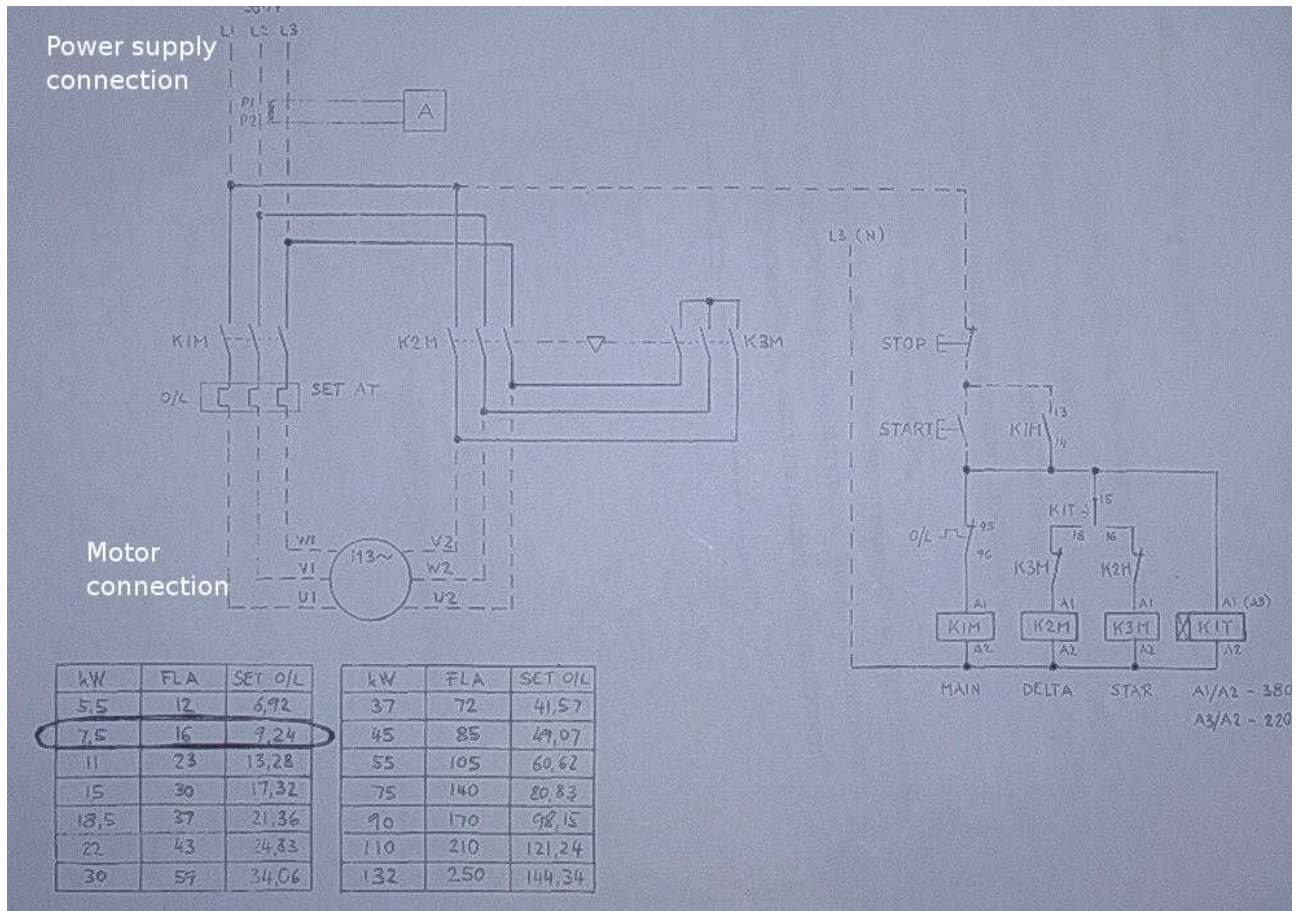 L1 L2 L3
Power supply
connection
P1
P2
A
L3 (N)
K1M
K2M
K3M
STOP
O/L
SET AT
START
K1M
13
14
K1T
15
18
16
O/L
95
96
K3M
K2M
Motor
connection
V2
V1
W2
U1
U2
A1
A1
A1
A1 (A3)
K1M
K2M
K3M
K1T
A2
A2
A2
A2
MAIN
DELTA
STAR
A1/A2 - 380
A3/A2 - 220
kW FLA SET O/L
5.5 12 6,92
7,5 16 9,24
11 23 13,28
15 30 17,32
18,5 37 21,36
22 43 24,83
30 59 34,06
kW FLA SET O/L
37 72 41,57
45 85 49,07
55 105 60,62
75 140 80,83
90 170 98,15
110 210 121,24
132 250 144,34